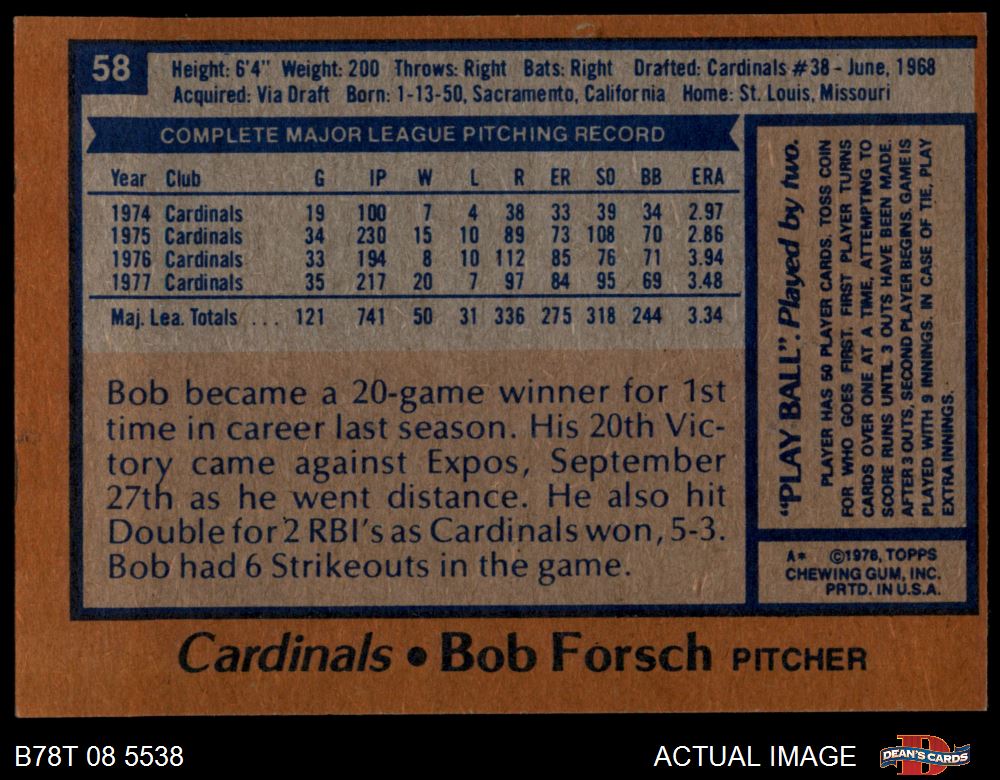 58
Height: 6'4" Weight: 200 Throws: Right Bats: Right Drafted: Cardinals #38 - June, 1968
Acquired: Via Draft Born: 1-13-50, Sacramento, California Home: St. Louis, Missouri
COMPLETE MAJOR LEAGUE PITCHING RECORD
Year Club G IP W L R ER SO BB ERA
1974 Cardinals 19 100 7 4 38 33 39 34 2.97
1975 Cardinals 34 230 15 10 89 73 108 70 2.86
1976 Cardinals 33 194 8 10 112 85 76 71 3.94
1977 Cardinals 35 217 20 7 97 84 95 69 3.48
Maj. Lea. Totals ... 121 741 50 31 336 275 318 244 3.34
Bob became a 20-game winner for 1st
time in career last season. His 20th Vic-
tory came against Expos, September
27th as he went distance. He also hit
Double for 2 RBI's as Cardinals won, 5-3.
Bob had 6 Strikeouts in the game.
"PLAY BALL". Played by two.
PLAYER HAS 50 PLAYER CARDS. TOSS COIN
FOR WHO GOES FIRST. FIRST PLAYER TURNS
CARDS OVER ONE AT A TIME, ATTEMPTING TO
SCORE RUNS UNTIL 3 OUTS HAVE BEEN MADE.
AFTER 3 OUTS, SECOND PLAYER BEGINS. GAME IS
PLAYED WITH 9 INNINGS. IN CASE OF TIE, PLAY
EXTRA INNINGS.
A* ©1978, TOPPS
CHEWING GUM, INC.
PRTD. IN U.S.A.
Cardinals • Bob Forsch PITCHER
B78T 08 5538
ACTUAL IMAGE
DEAN'S CARDS